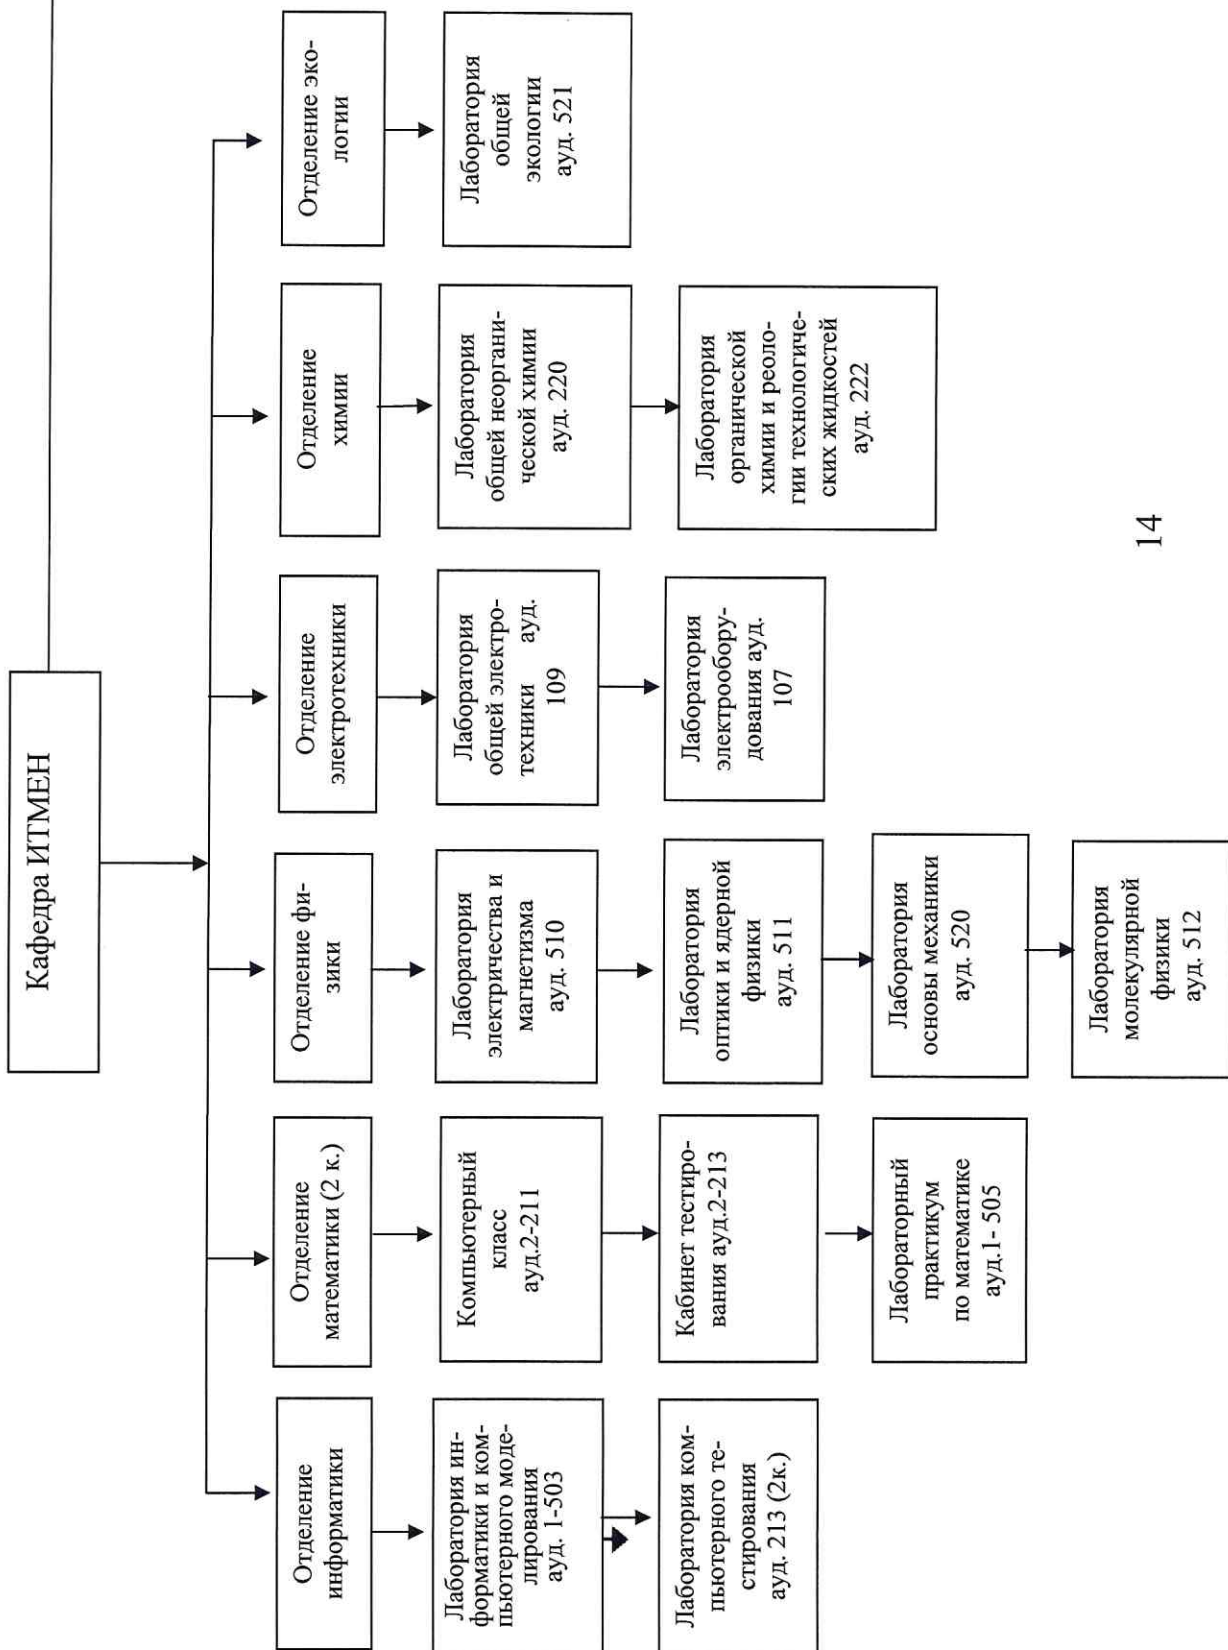 Кафедра ИТМЕН
Отделение
информатики
Лаборатория ин-
форматики и ком-
пьютерного моде-
лирования
ауд. 1-503
Лаборатория ком-
пьютерного те-
стирования
ауд. 213 (2к.)
Отделение
математики (2 к.)
Компьютерный
класс
ауд.2-211
Кабинет тестиро-
вания ауд.2-213
Лабораторный
практикум
по математике
ауд.1- 505
Отделение фи-
зики
Лаборатория
электричества и
магнетизма
ауд. 510
Лаборатория
оптики и ядерной
физики
ауд. 511
Лаборатория
основы механики
ауд. 520
Лаборатория
молекулярной
физики
ауд. 512
Отделение
электротехники
Лаборатория
общей электро-
техники ауд.
109
Лаборатория
электрообору-
дования ауд.
107
Отделение
химии
Лаборатория
общей неоргани-
ческой химии
ауд. 220
Лаборатория
органической
химии и реоло-
гии технологиче-
ских жидкостей
ауд. 222
Отделение эко-
логии
Лаборатория
общей
экологии
ауд. 521
14